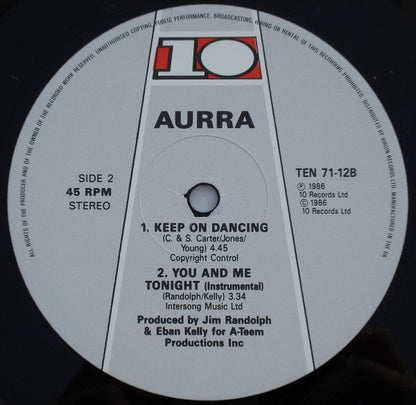 ALL RIGHTS OF THE PRODUCER AND OF THE OWNER OF THE RECORDED WORK RESERVED. UNAUTHORISED COPYING, PUBLIC PERFORMANCE, BROADCASTING, HIRING OR RENTAL OF THIS RECORDING PROHIBITED. DISTRIBUTED BY VIRGIN RECORDS LTD. MANUFACTURED IN THE UK
10
AURRA
SIDE 2
45 RPM
STEREO
TEN 71-12B
Ⓟ 1986
10 Records Ltd
© 1986
10 Records Ltd
1. KEEP ON DANCING
(C. & S. Carter/Jones/
Young) 4.45
Copyright Control
2. YOU AND ME
TONIGHT (Instrumental)
(Randolph/Kelly) 3.34
Intersong Music Ltd
Produced by Jim Randolph
& Eban Kelly for A-Teem
Productions Inc